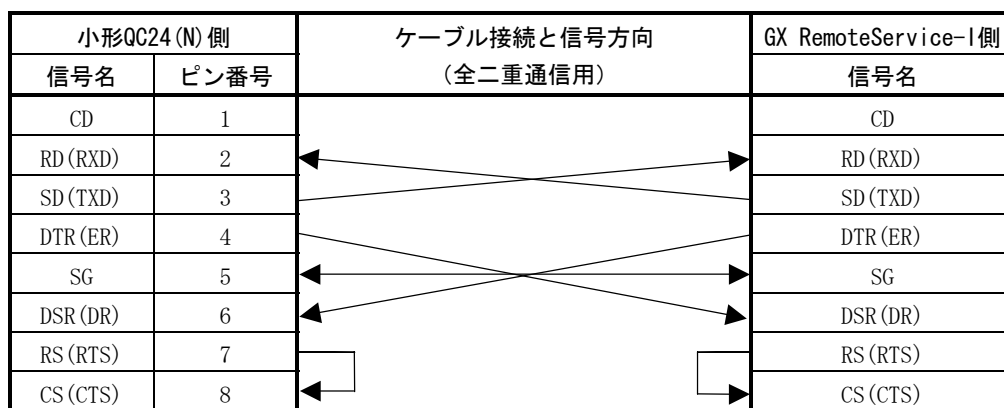 小形QC24(N)側 ケーブル接続と信号方向 GX RemoteService-I側
信号名 ピン番号 (全二重通信用) 信号名
CD 1 CD
RD(RXD) 2 RD(RXD)
SD(TXD) 3 SD(TXD)
DTR(ER) 4 DTR(ER)
SG 5 SG
DSR(DR) 6 DSR(DR)
RS(RTS) 7 RS(RTS)
CS(CTS) 8 CS(CTS)